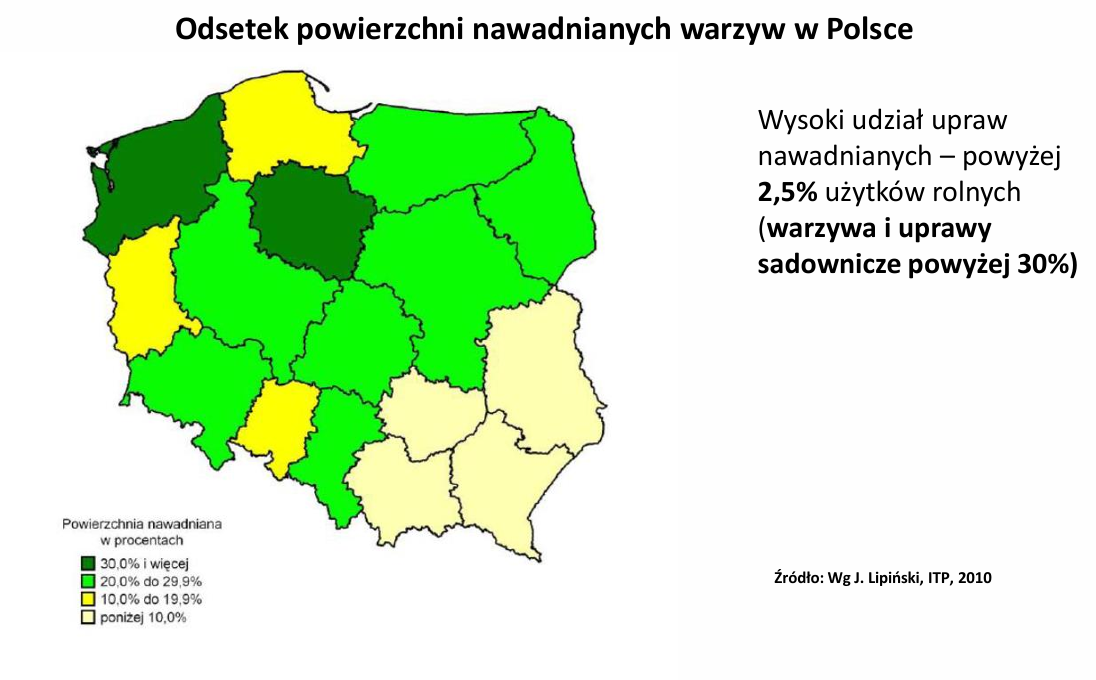 Odsetek powierzchni nawadnianych warzyw w Polsce
Wysoki udział upraw
nawadnianych – powyżej
2,5% użytków rolnych
(warzywa i uprawy
sadownicze powyżej 30%)
Powierzchnia nawadniana
w procentach
30,0% i więcej
20,0% do 29,9%
10,0% do 19,9%
poniżej 10,0%
Źródło: Wg J. Lipiński, ITP, 2010